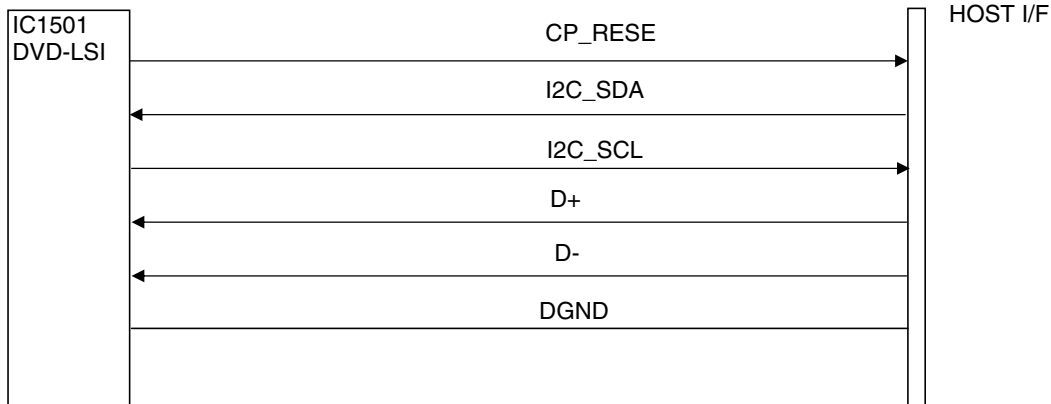 IC1501
DVD-LSI
HOST I/F
CP_RESE
I2C_SDA
I2C_SCL
D+
D-
DGND